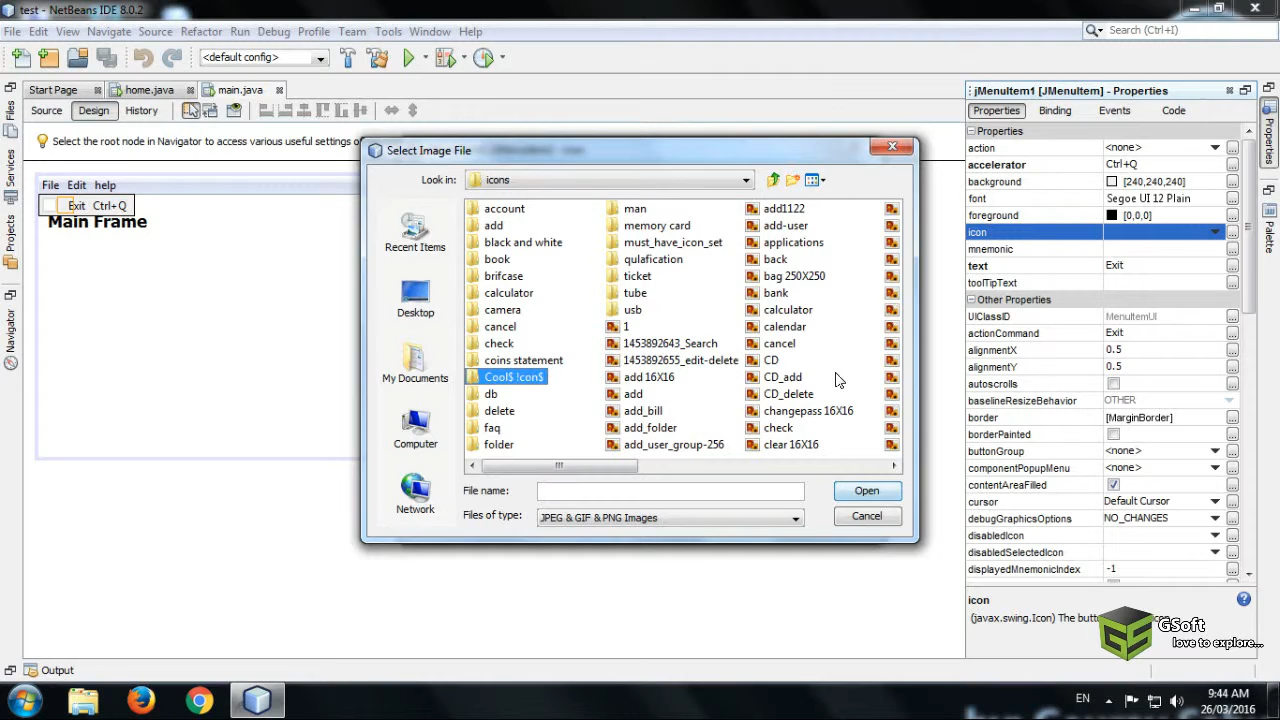 test - NetBeans IDE 8.0.2
File Edit View Navigate Source Refactor Run Debug Profile Team Tools Window Help
Search (Ctrl+I)
<default config>
Start Page
home.java
main.java
Source Design History
Select the root node in Navigator to access various useful settings of
File Edit help
Exit Ctrl+Q
Main Frame
Files
Services
Projects
Navigator
Select Image File
Look in: icons
Recent Items
Desktop
My Documents
Computer
Network
account
add
black and white
book
brifcase
calculator
camera
cancel
check
coins statement
Cool$ !con$
db
delete
faq
folder
man
memory card
must_have_icon_set
qulafication
ticket
tube
usb
1
1453892643_Search
1453892655_edit-delete
add 16X16
add
add_bill
add_folder
add_user_group-256
add1122
add-user
applications
back
bag 250X250
bank
calculator
calendar
cancel
CD
CD_add
CD_delete
changepass 16X16
check
clear 16X16
File name:
Open
Files of type: JPEG & GIF & PNG Images
Cancel
jMenuItem1 [JMenuItem] - Properties
Properties Binding Events Code
Properties
action <none>
accelerator Ctrl+Q
background [240,240,240]
font Segoe UI 12 Plain
foreground [0,0,0]
icon
mnemonic
text Exit
toolTipText
Other Properties
UIClassID MenuItemUI
actionCommand Exit
alignmentX 0.5
alignmentY 0.5
autoscrolls
baselineResizeBehavior OTHER
border [MarginBorder]
borderPainted
buttonGroup <none>
componentPopupMenu <none>
contentAreaFilled
cursor Default Cursor
debugGraphicsOptions NO_CHANGES
disabledIcon
disabledSelectedIcon
displayedMnemonicIndex -1
icon
(javax.swing.Icon) The
Properties
Palette
GSoft
love to explore...
Output
EN
9:44 AM
26/03/2016